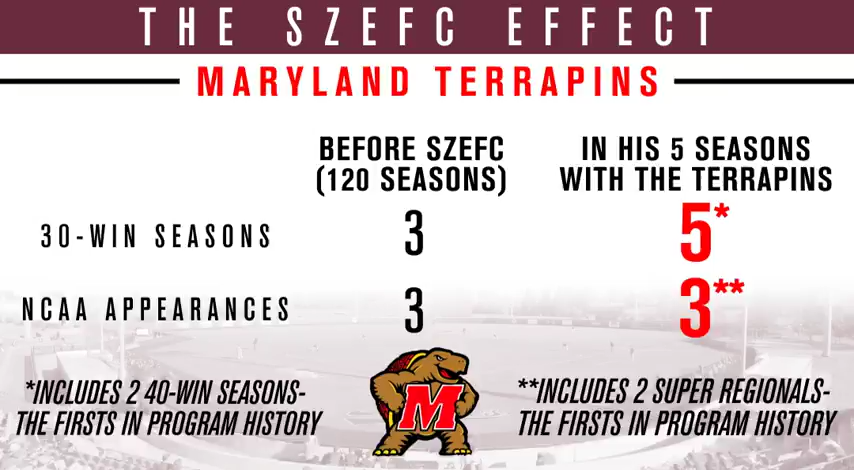 THE SZEFC EFFECT
MARYLAND TERRAPINS
BEFORE SZEFC
(120 SEASONS)
IN HIS 5 SEASONS
WITH THE TERRAPINS
30-WIN SEASONS
3
5*
NCAA APPEARANCES
3
3**
*INCLUDES 2 40-WIN SEASONS-
THE FIRSTS IN PROGRAM HISTORY
M
**INCLUDES 2 SUPER REGIONALS-
THE FIRSTS IN PROGRAM HISTORY